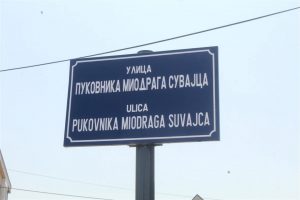 УЛИЦА
ПУКОВНИКА МИОДРАГА СУВАЈЦА
ULICA
PUKOVNIKA MIODRAGA SUVAJCA